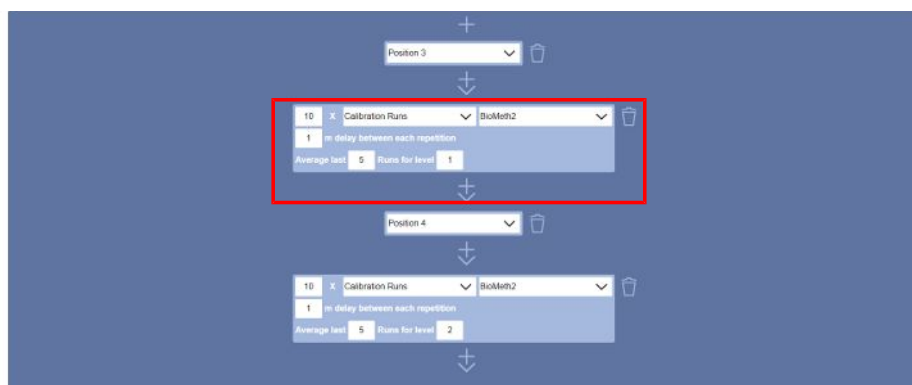 Position 3
10 X Calibration Runs BioMeth2
1 m delay between each repetition
Average last 5 Runs for level 1
Position 4
10 X Calibration Runs BioMeth2
1 m delay between each repetition
Average last 5 Runs for level 2